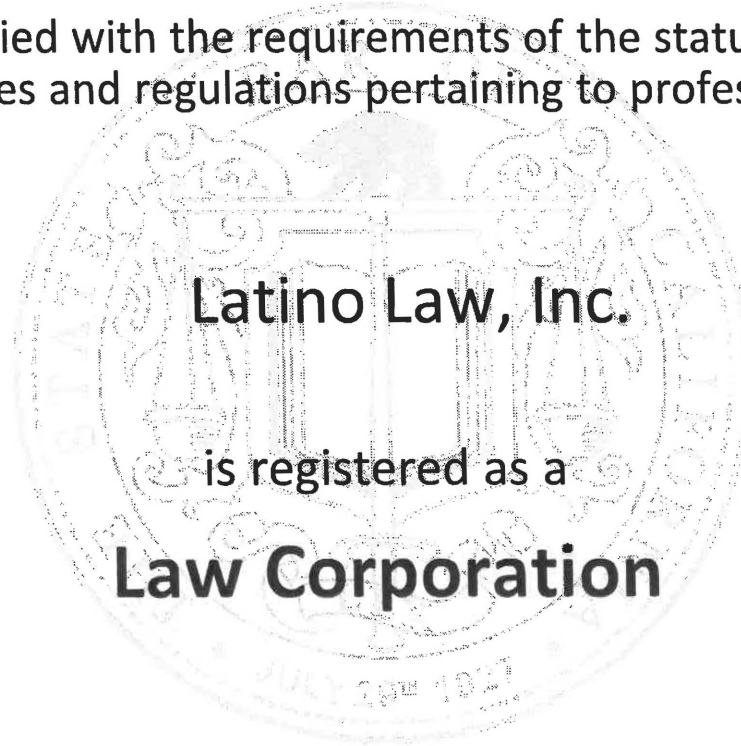 ied with the requirements of the statu
es and regulations pertaining to profes
Latino Law, Inc.
is registered as a
Law Corporation